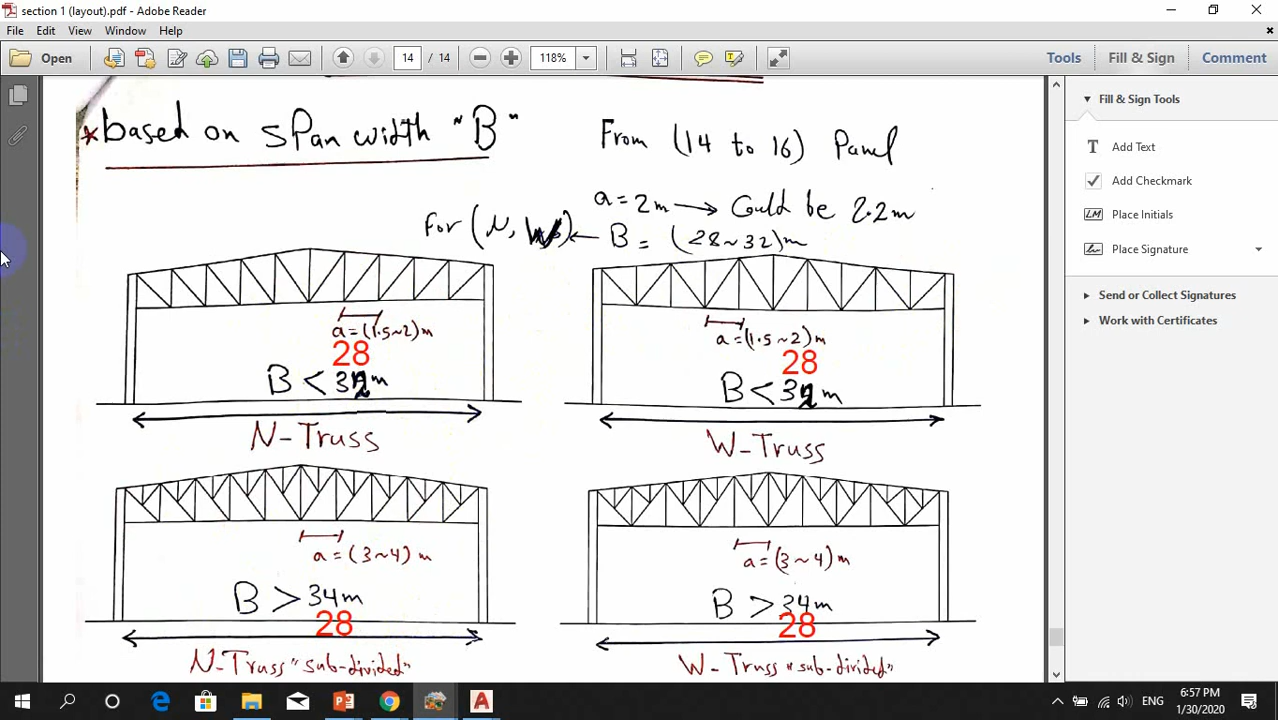 section 1 (layout).pdf - Adobe Reader
File Edit View Window Help
Open 14 / 14 118% Tools Fill & Sign Comment
*based on span width "B"
From (14 to 16) Panel
a = 2m → Could be 2.2m
For (N, W) ← B = (28~32)m
a=(1.5~2)m
28
B < 32m
N-Truss
a=(1.5~2)m
28
B < 32m
W-Truss
a=(3~4)m
B > 34m
28
N-Truss "sub-divided"
a=(3~4)m
B > 34m
28
W-Truss "sub-divided"
Fill & Sign Tools
Add Text
Add Checkmark
LM Place Initials
Place Signature
Send or Collect Signatures
Work with Certificates
ENG
6:57 PM
1/30/2020